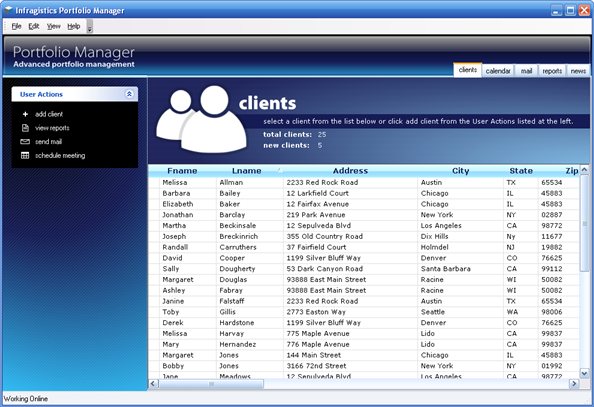 Infragistics Portfolio Manager
File Edit View Help
Portfolio Manager
Advanced portfolio management
clients calendar mail reports news
User Actions
add client
view reports
send mail
schedule meeting
clients
select a client from the list below or click add client from the User Actions listed at the left.
total clients: 25
new clients: 5
Fname Lname Address City State Zip
Melissa Allman 2233 Red Rock Road Austin TX 65534
Barbara Bailey 12 Larkfield Court Chicago IL 45883
Elizabeth Baker 12 Fairfax Avenue Chicago IL 45883
Jonathan Barclay 219 Park Avenue New York NY 02887
Martha Beckinsale 12 Sepulveda Blvd Los Angeles CA 98772
Joseph Breckinrich 355 Old Country Road Dix Hills Ny 11677
Randall Carruthers 37 Fairfield Court Holmdel NJ 19882
David Cooper 1199 Silver Bluff Way Denver CO 76625
Sally Dougherty 53 Dark Canyon Road Santa Barbara CA 99112
Margaret Douglas 93888 East Main Street Racine WI 50082
Ashley Fabray 93888 East Main Street Racine WI 50082
Janine Falstaff 2233 Red Rock Road Austin TX 65534
Toby Gillis 2773 Easton Way Seattle WA 98006
Derek Hardstone 1199 Silver Bluff Way Denver CO 76625
Melissa Harvay 775 Maple Avenue Lido CA 99837
Mary Hernandez 776 Maple Avenue Lido CA 99837
Margaret Jones 144 Main Street Chicago IL 45883
Bobby Jones 3166 72nd Street New York NY 01992
Jane Meadows 12 Sepulveda Blvd Los Angeles CA 98772
Working Online